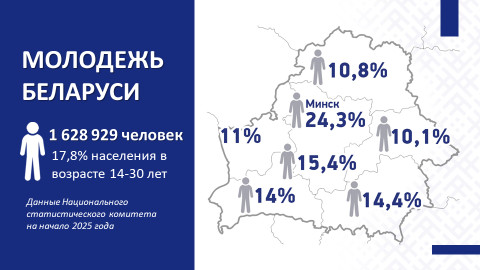 МОЛОДЕЖЬ
БЕЛАРУСИ
1 628 929 человек
17,8% населения в
возрасте 14-30 лет
Данные Национального
статистического комитета
на начало 2025 года
10,8%
Минск
24,3%
11%
10,1%
15,4%
14%
14,4%